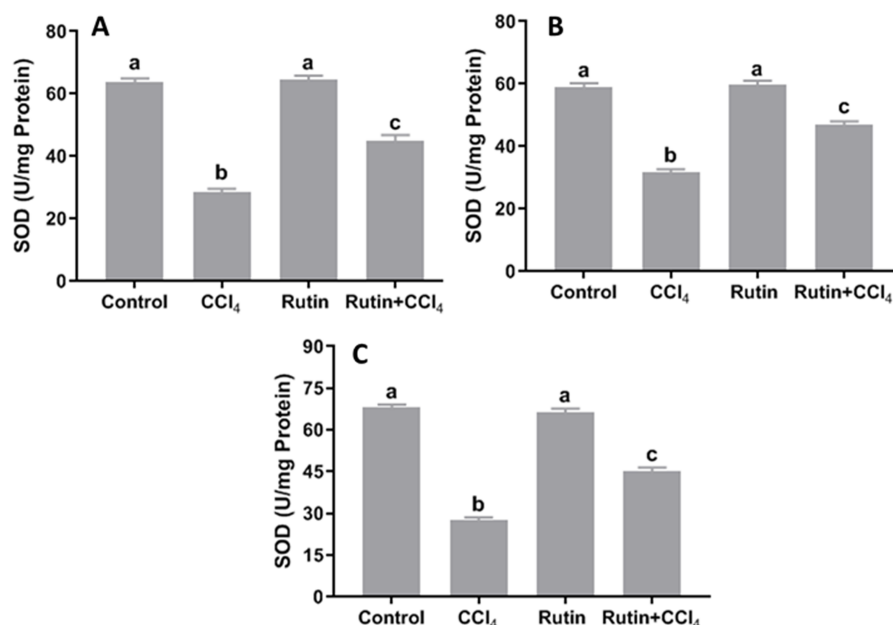 A
SOD (U/mg Protein)
80
60
40
20
0
a
b
a
c
Control
CCl₄
Rutin
Rutin+CCl₄
B
SOD (U/mg Protein)
80
60
40
20
0
a
b
a
c
Control
CCl₄
Rutin
Rutin+CCl₄
C
SOD (U/mg Protein)
90
75
60
45
30
15
0
a
b
a
c
Control
CCl₄
Rutin
Rutin+CCl₄